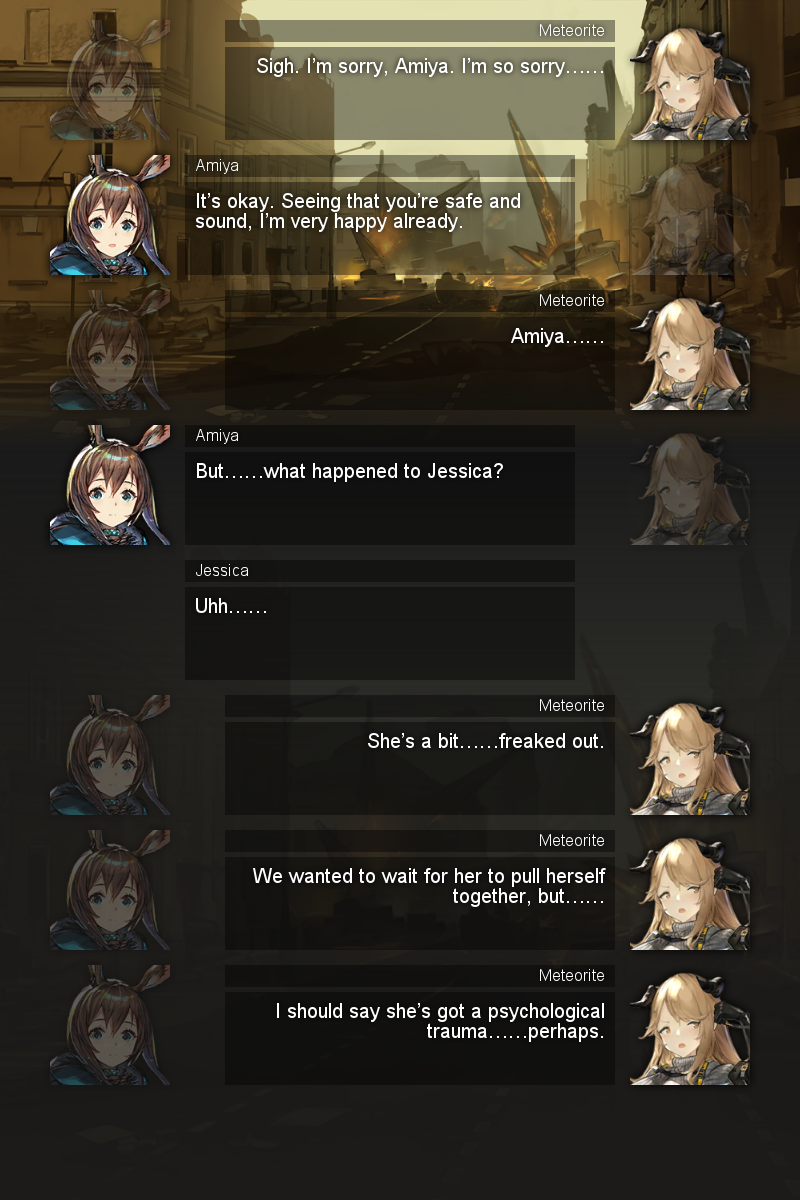 Meteorite
Sigh. I'm sorry, Amiya. I'm so sorry……
Amiya
It's okay. Seeing that you're safe and
sound, I'm very happy already.
Meteorite
Amiya……
Amiya
But……what happened to Jessica?
Jessica
Uhh……
Meteorite
She's a bit……freaked out.
Meteorite
We wanted to wait for her to pull herself
together, but……
Meteorite
I should say she's got a psychological
trauma……perhaps.